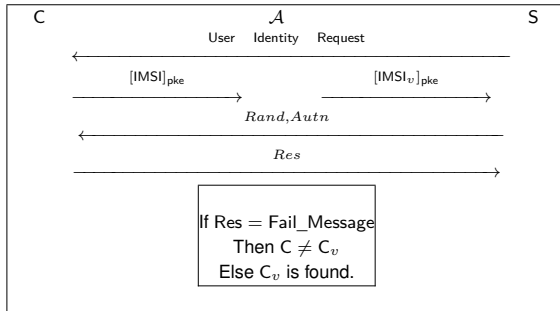 C 𝒜 S
User Identity Request
[IMSI]pke [IMSIv]pke
Rand,Autn
Res
If Res = Fail_Message
Then C ≠ Cv
Else Cv is found.